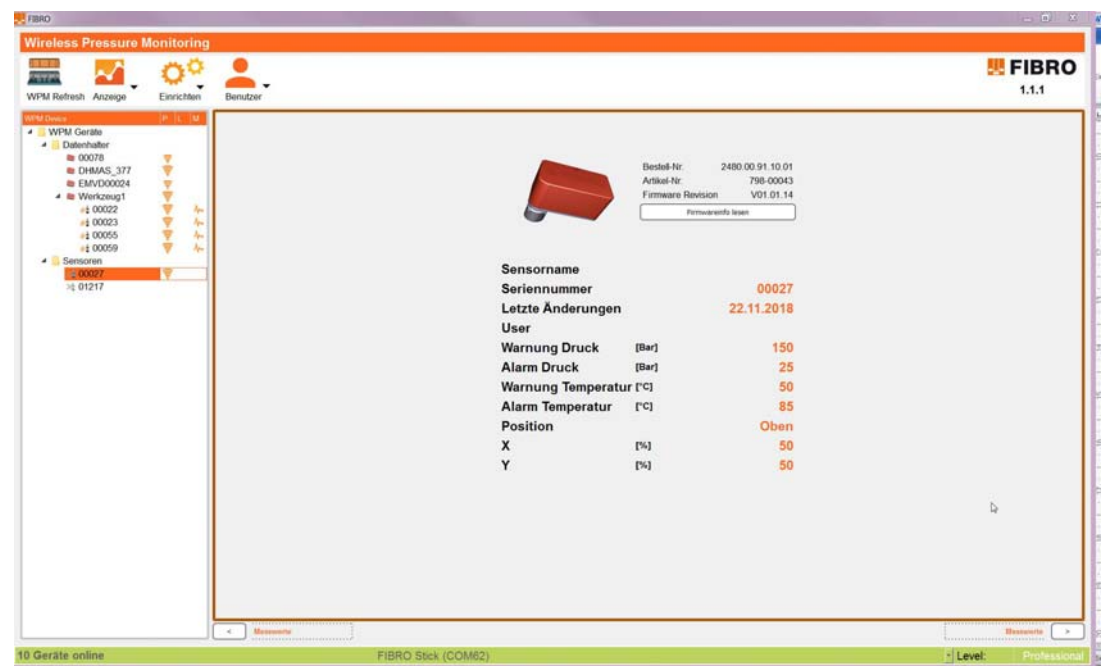 FIBRO
Wireless Pressure Monitoring
WPM Refresh Anzeige Einrichten Benutzer
FIBRO
1.1.1
WPM Device P L M
WPM Geräte
Datenhalter
00078
DHMAS_377
EMVD00024
Werkzeug1
00022
00023
00055
00059
Sensoren
00027
01217
Bestell-Nr. 2480.00.91.10.01
Artikel-Nr. 798-00043
Firmware Revision V01.01.14
Firmwareinfo lesen
Sensorname
Seriennummer 00027
Letzte Änderungen 22.11.2018
User
Warnung Druck [Bar] 150
Alarm Druck [Bar] 25
Warnung Temperatur [°C] 50
Alarm Temperatur [°C] 85
Position Oben
X [%] 50
Y [%] 50
< Messwerte Messwerte >
10 Geräte online FIBRO Stick (COM62) Level: Professional